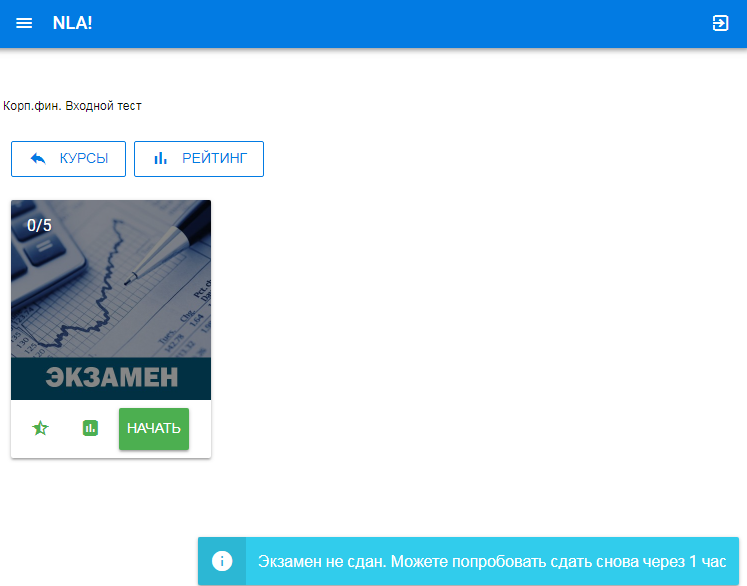 NLA!
Корп.фин. Входной тест
КУРСЫ
РЕЙТИНГ
0/5
ЭКЗАМЕН
НАЧАТЬ
Экзамен не сдан. Можете попробовать сдать снова через 1 час